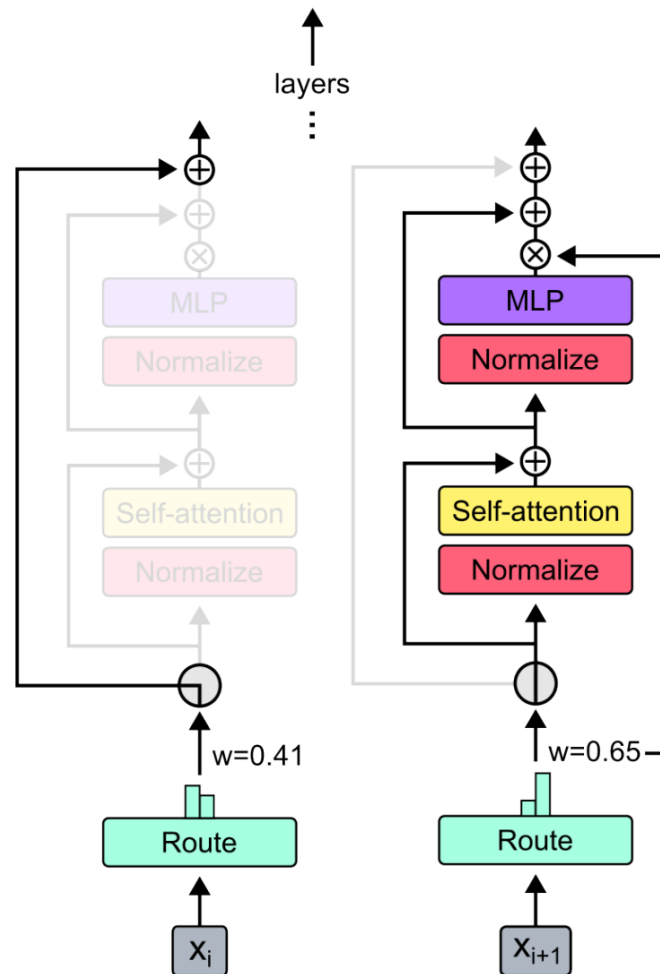 layers
⋮
MLP
Normalize
Self-attention
Normalize
w=0.41
Route
xᵢ
MLP
Normalize
Self-attention
Normalize
w=0.65
Route
xᵢ₊₁